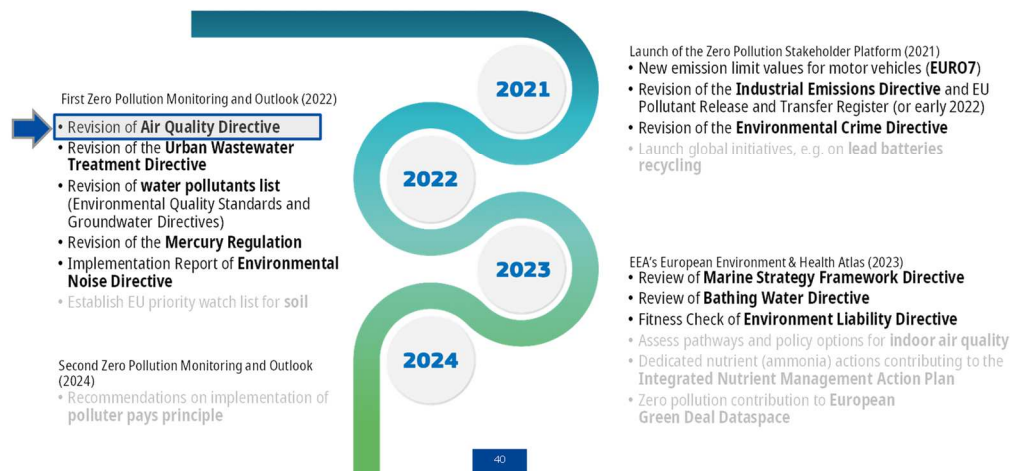 Launch of the Zero Pollution Stakeholder Platform (2021)
• New emission limit values for motor vehicles (EURO7)
• Revision of the Industrial Emissions Directive and EU
Pollutant Release and Transfer Register (or early 2022)
• Revision of the Environmental Crime Directive
• Launch global initiatives, e.g. on lead batteries
recycling
2021
First Zero Pollution Monitoring and Outlook (2022)
• Revision of Air Quality Directive
• Revision of the Urban Wastewater
Treatment Directive
• Revision of water pollutants list
(Environmental Quality Standards and
Groundwater Directives)
• Revision of the Mercury Regulation
• Implementation Report of Environmental
Noise Directive
• Establish EU priority watch list for soil
2022
2023
EEA's European Environment & Health Atlas (2023)
• Review of Marine Strategy Framework Directive
• Review of Bathing Water Directive
• Fitness Check of Environment Liability Directive
• Assess pathways and policy options for indoor air quality
• Dedicated nutrient (ammonia) actions contributing to the
Integrated Nutrient Management Action Plan
• Zero pollution contribution to European
Green Deal Dataspace
2024
Second Zero Pollution Monitoring and Outlook
(2024)
• Recommendations on implementation of
polluter pays principle
40